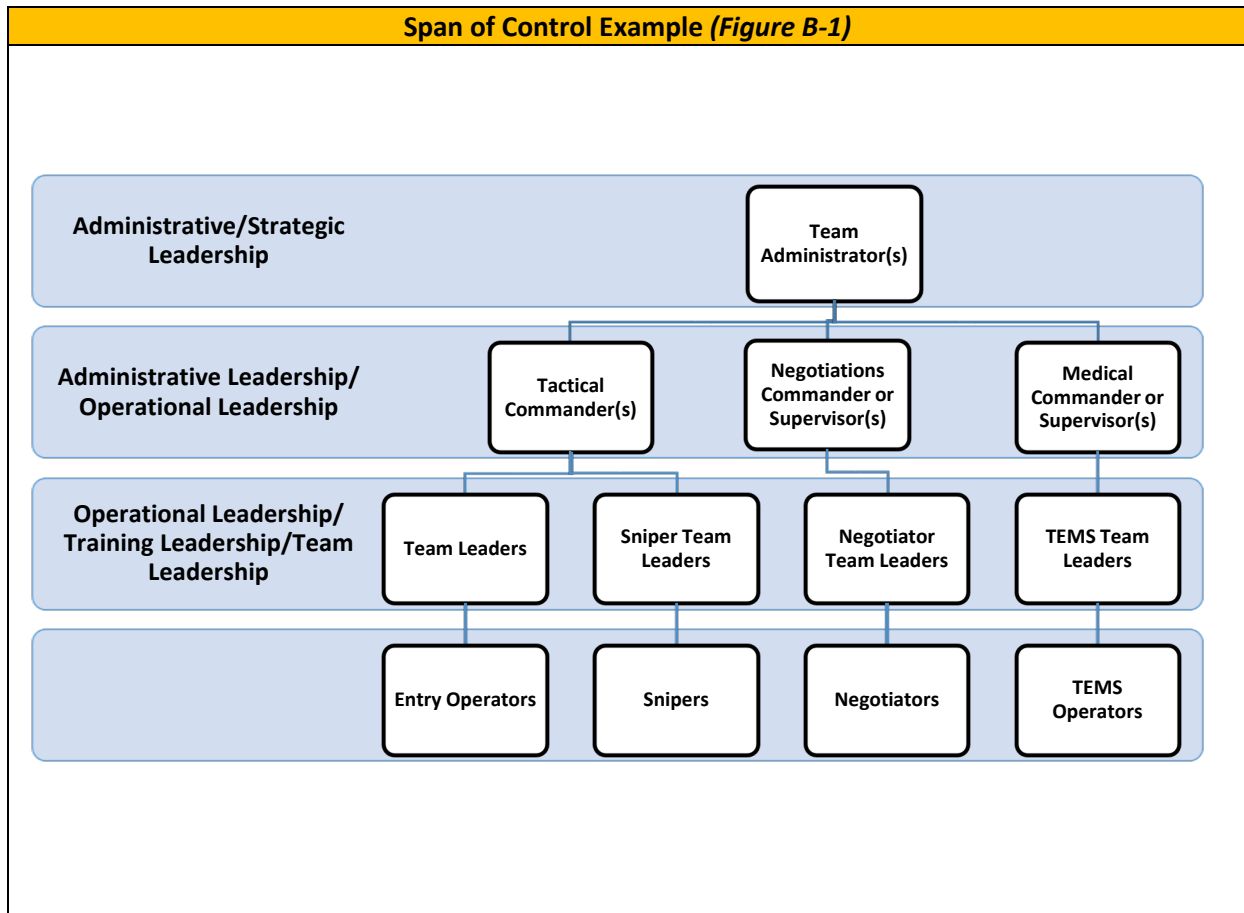 Span of Control Example (Figure B-1)
Administrative/Strategic
Leadership
Team
Administrator(s)
Administrative Leadership/
Operational Leadership
Tactical
Commander(s)
Negotiations
Commander or
Supervisor(s)
Medical
Commander or
Supervisor(s)
Operational Leadership/
Training Leadership/Team
Leadership
Team Leaders
Sniper Team
Leaders
Negotiator
Team Leaders
TEMS Team
Leaders
Entry Operators
Snipers
Negotiators
TEMS
Operators